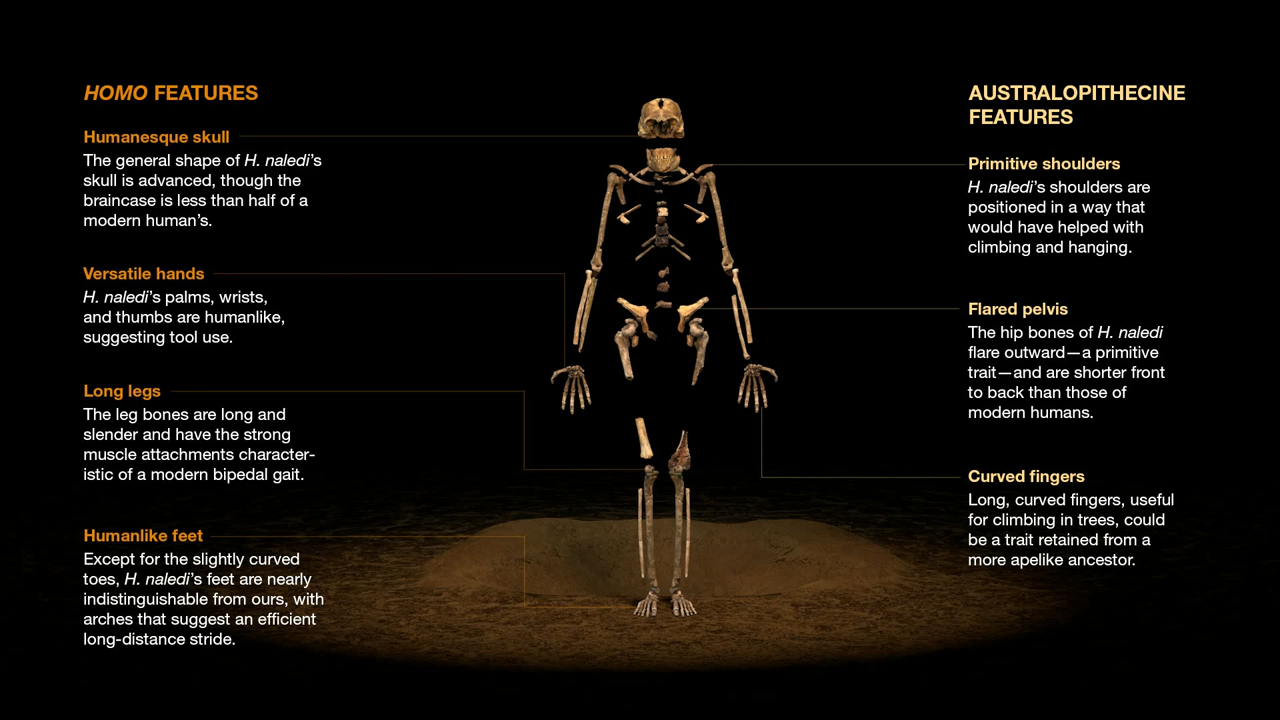 HOMO FEATURES
Humanesque skull
The general shape of H. naledi’s
skull is advanced, though the
braincase is less than half of a
modern human’s.
Versatile hands
H. naledi’s palms, wrists,
and thumbs are humanlike,
suggesting tool use.
Long legs
The leg bones are long and
slender and have the strong
muscle attachments character-
istic of a modern bipedal gait.
Humanlike feet
Except for the slightly curved
toes, H. naledi’s feet are nearly
indistinguishable from ours, with
arches that suggest an efficient
long-distance stride.
AUSTRALOPITHECINE
FEATURES
Primitive shoulders
H. naledi’s shoulders are
positioned in a way that
would have helped with
climbing and hanging.
Flared pelvis
The hip bones of H. naledi
flare outward—a primitive
trait—and are shorter front
to back than those of
modern humans.
Curved fingers
Long, curved fingers, useful
for climbing in trees, could
be a trait retained from a
more apelike ancestor.